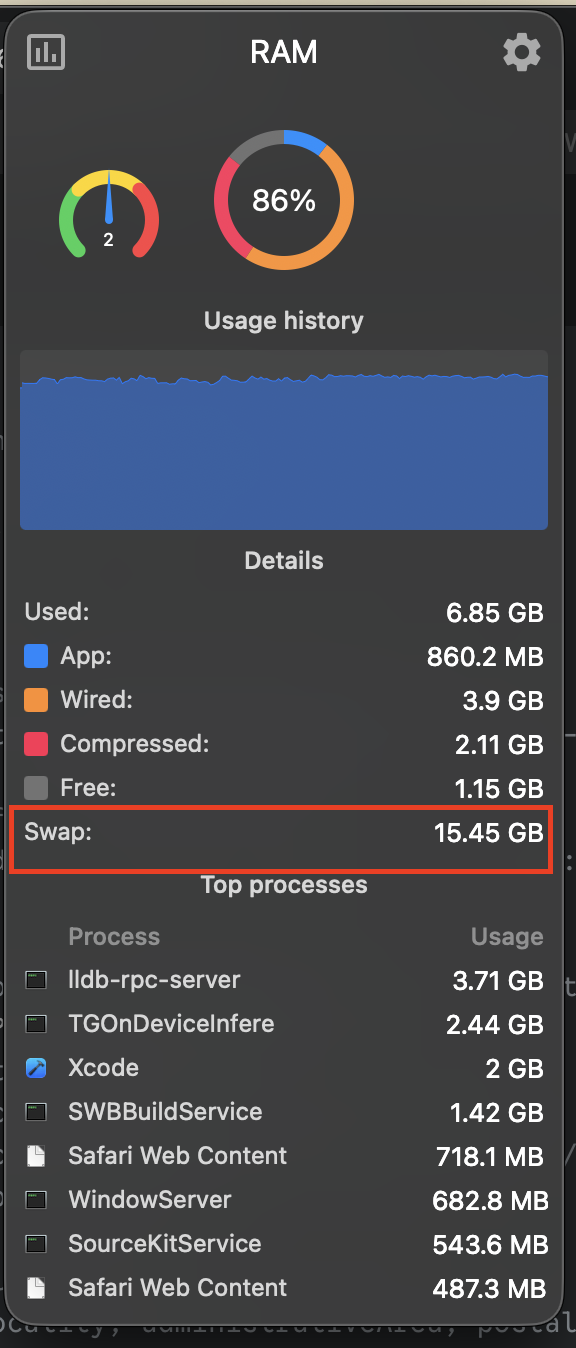 RAM
2
86%
Usage history
Details
Used: 6.85 GB
App: 860.2 MB
Wired: 3.9 GB
Compressed: 2.11 GB
Free: 1.15 GB
Swap: 15.45 GB
Top processes
Process Usage
lldb-rpc-server 3.71 GB
TGOnDeviceInfere 2.44 GB
Xcode 2 GB
SWBBuildService 1.42 GB
Safari Web Content 718.1 MB
WindowServer 682.8 MB
SourceKitService 543.6 MB
Safari Web Content 487.3 MB